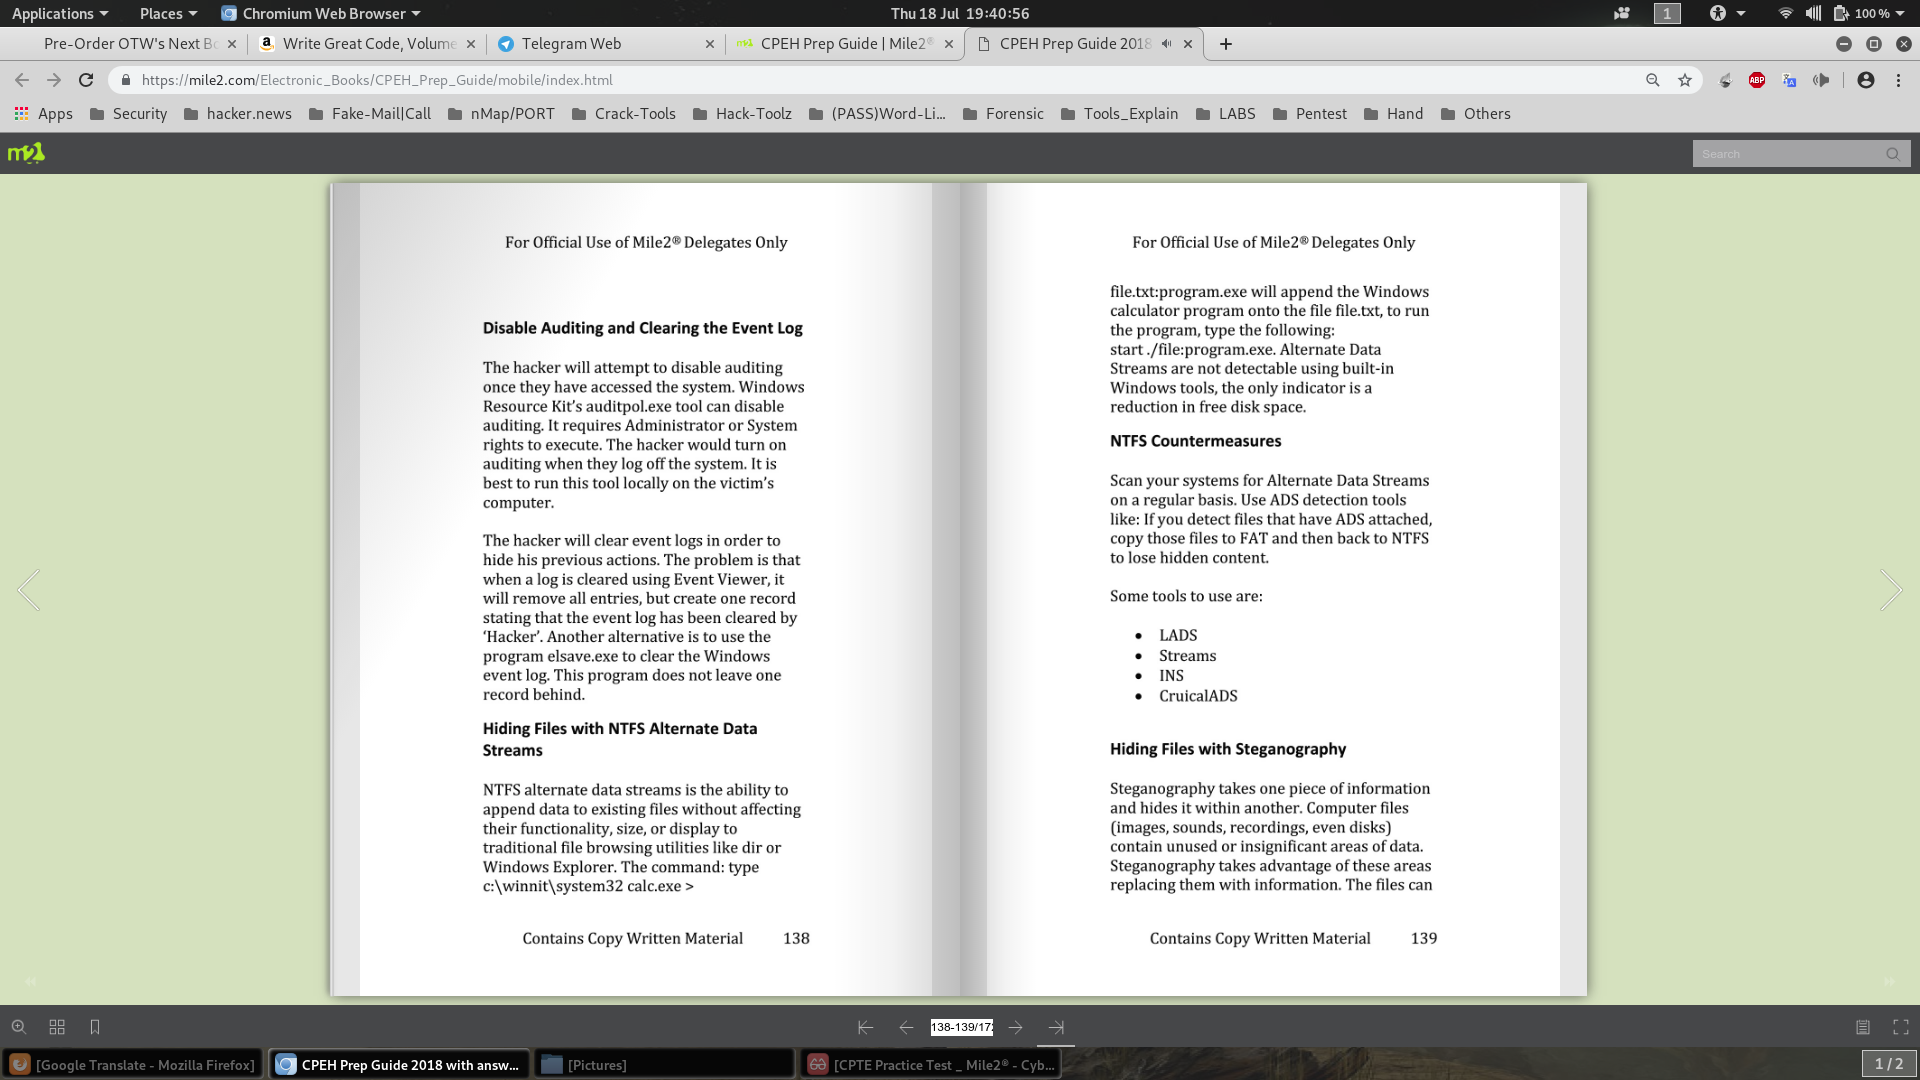 Applications Places Chromium Web Browser Thu 18 Jul 19:40:56 1 100 %
Pre-Order OTW's Next Bo Write Great Code, Volume Telegram Web CPEH Prep Guide | Mile2® CPEH Prep Guide 2018
https://mile2.com/Electronic_Books/CPEH_Prep_Guide/mobile/index.html ABP
Apps Security hacker.news Fake-Mail|Call nMap/PORT Crack-Tools Hack-Toolz (PASS)Word-Li... Forensic Tools_Explain LABS Pentest Hand Others
m2 Search
For Official Use of Mile2® Delegates Only
Disable Auditing and Clearing the Event Log
The hacker will attempt to disable auditing
once they have accessed the system. Windows
Resource Kit's auditpol.exe tool can disable
auditing. It requires Administrator or System
rights to execute. The hacker would turn on
auditing when they log off the system. It is
best to run this tool locally on the victim's
computer.
The hacker will clear event logs in order to
hide his previous actions. The problem is that
when a log is cleared using Event Viewer, it
will remove all entries, but create one record
stating that the event log has been cleared by
‘Hacker’. Another alternative is to use the
program elsave.exe to clear the Windows
event log. This program does not leave one
record behind.
Hiding Files with NTFS Alternate Data
Streams
NTFS alternate data streams is the ability to
append data to existing files without affecting
their functionality, size, or display to
traditional file browsing utilities like dir or
Windows Explorer. The command: type
c:\winnit\system32 calc.exe >
Contains Copy Written Material 138
For Official Use of Mile2® Delegates Only
file.txt:program.exe will append the Windows
calculator program onto the file file.txt, to run
the program, type the following:
start ./file:program.exe. Alternate Data
Streams are not detectable using built-in
Windows tools, the only indicator is a
reduction in free disk space.
NTFS Countermeasures
Scan your systems for Alternate Data Streams
on a regular basis. Use ADS detection tools
like: If you detect files that have ADS attached,
copy those files to FAT and then back to NTFS
to lose hidden content.
Some tools to use are:
• LADS
• Streams
• INS
• CruicalADS
Hiding Files with Steganography
Steganography takes one piece of information
and hides it within another. Computer files
(images, sounds, recordings, even disks)
contain unused or insignificant areas of data.
Steganography takes advantage of these areas
replacing them with information. The files can
Contains Copy Written Material 139
138-139/17
[Google Translate - Mozilla Firefox] CPEH Prep Guide 2018 with answ... [Pictures] [CPTE Practice Test _ Mile2® - Cyb... 1 / 2